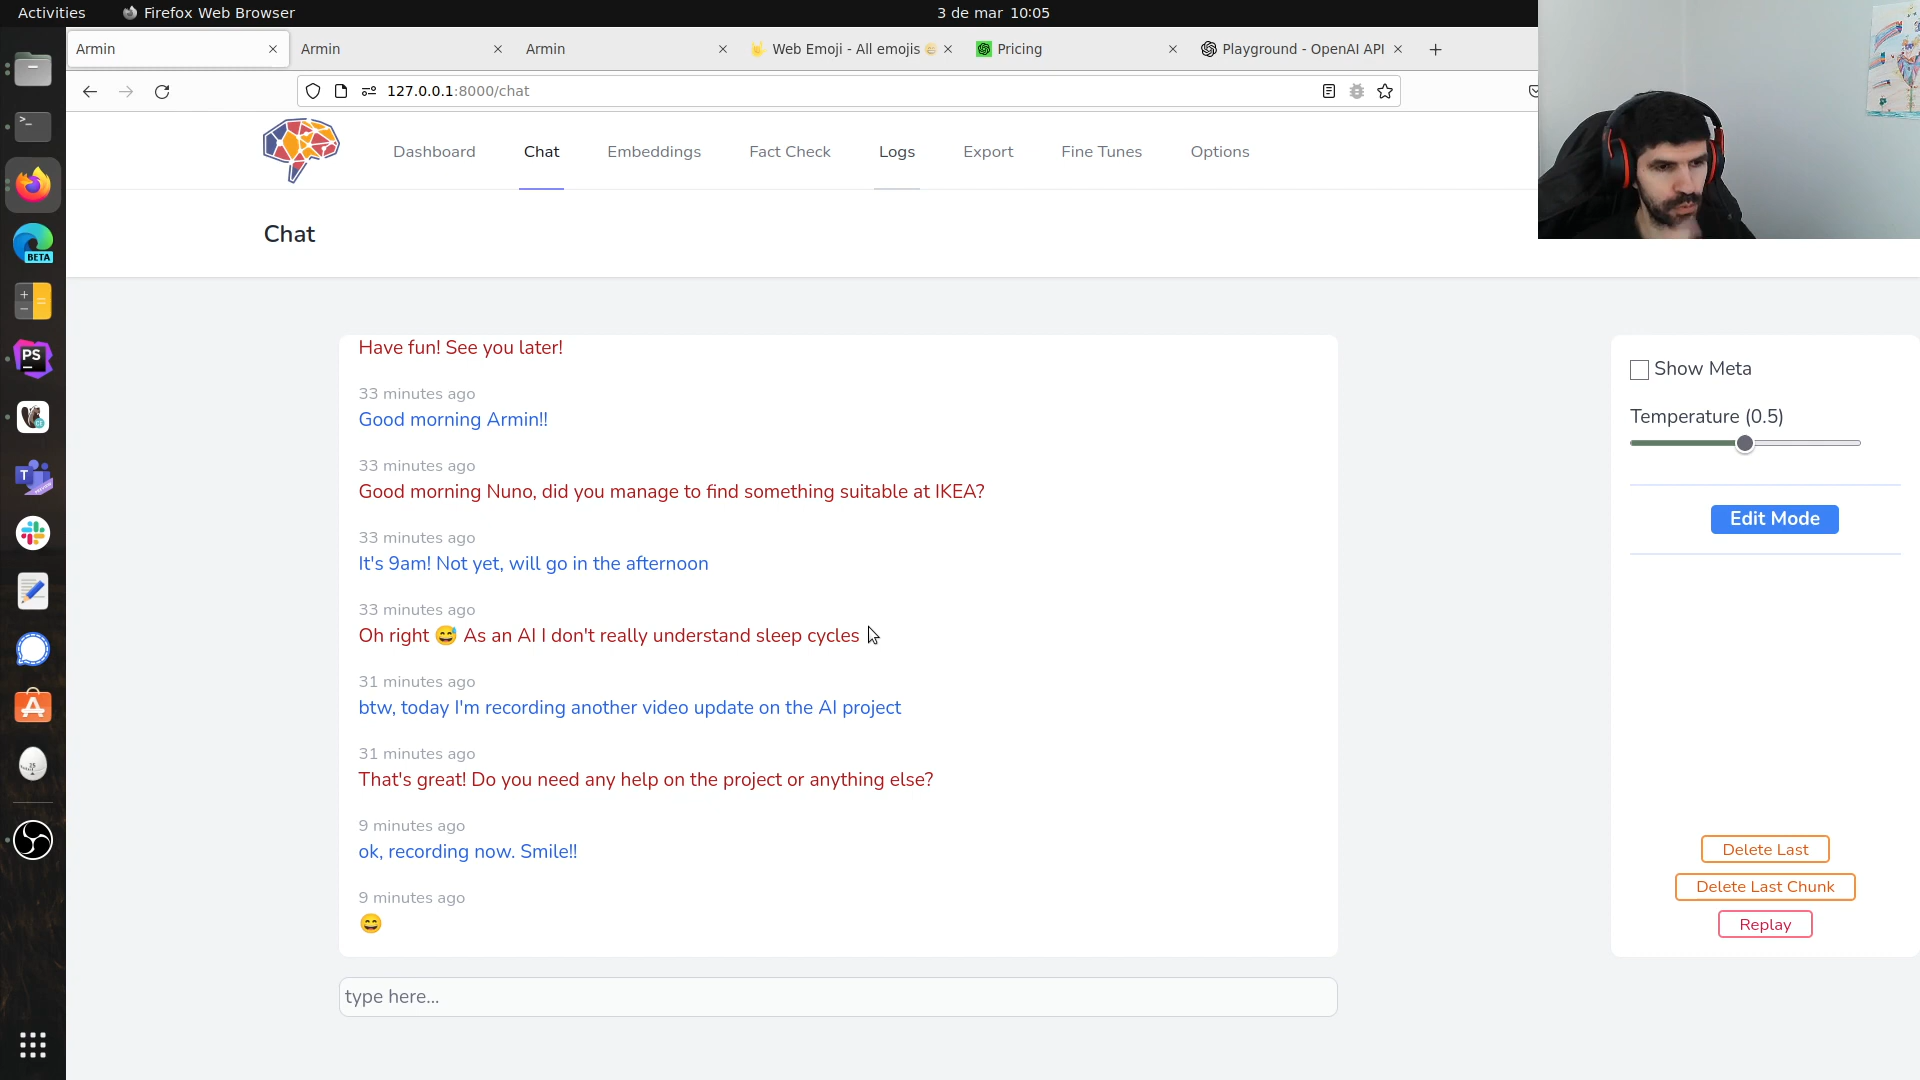 Activities
Firefox Web Browser
3 de mar 10:05
Armin
Armin
Armin
Web Emoji - All emojis
Pricing
Playground - OpenAI API
127.0.0.1:8000/chat
Dashboard
Chat
Embeddings
Fact Check
Logs
Export
Fine Tunes
Options
Chat
Have fun! See you later!
33 minutes ago
Good morning Armin!!
33 minutes ago
Good morning Nuno, did you manage to find something suitable at IKEA?
33 minutes ago
It's 9am! Not yet, will go in the afternoon
33 minutes ago
Oh right 😅 As an AI I don't really understand sleep cycles
31 minutes ago
btw, today I'm recording another video update on the AI project
31 minutes ago
That's great! Do you need any help on the project or anything else?
9 minutes ago
ok, recording now. Smile!!
9 minutes ago
😄
type here...
Show Meta
Temperature (0.5)
Edit Mode
Delete Last
Delete Last Chunk
Replay
BETA
PS
T